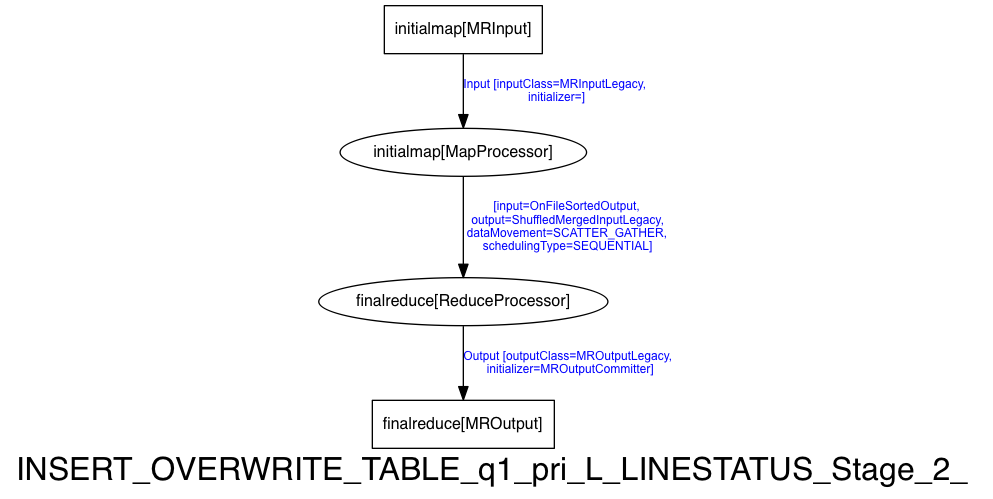 initialmap[MRInput]
Input [inputClass=MRInputLegacy,
initializer=]
initialmap[MapProcessor]
[input=OnFileSortedOutput,
output=ShuffledMergedInputLegacy,
dataMovement=SCATTER_GATHER,
schedulingType=SEQUENTIAL]
finalreduce[ReduceProcessor]
Output [outputClass=MROutputLegacy,
initializer=MROutputCommitter]
finalreduce[MROutput]
INSERT_OVERWRITE_TABLE_q1_pri_L_LINESTATUS_Stage_2_